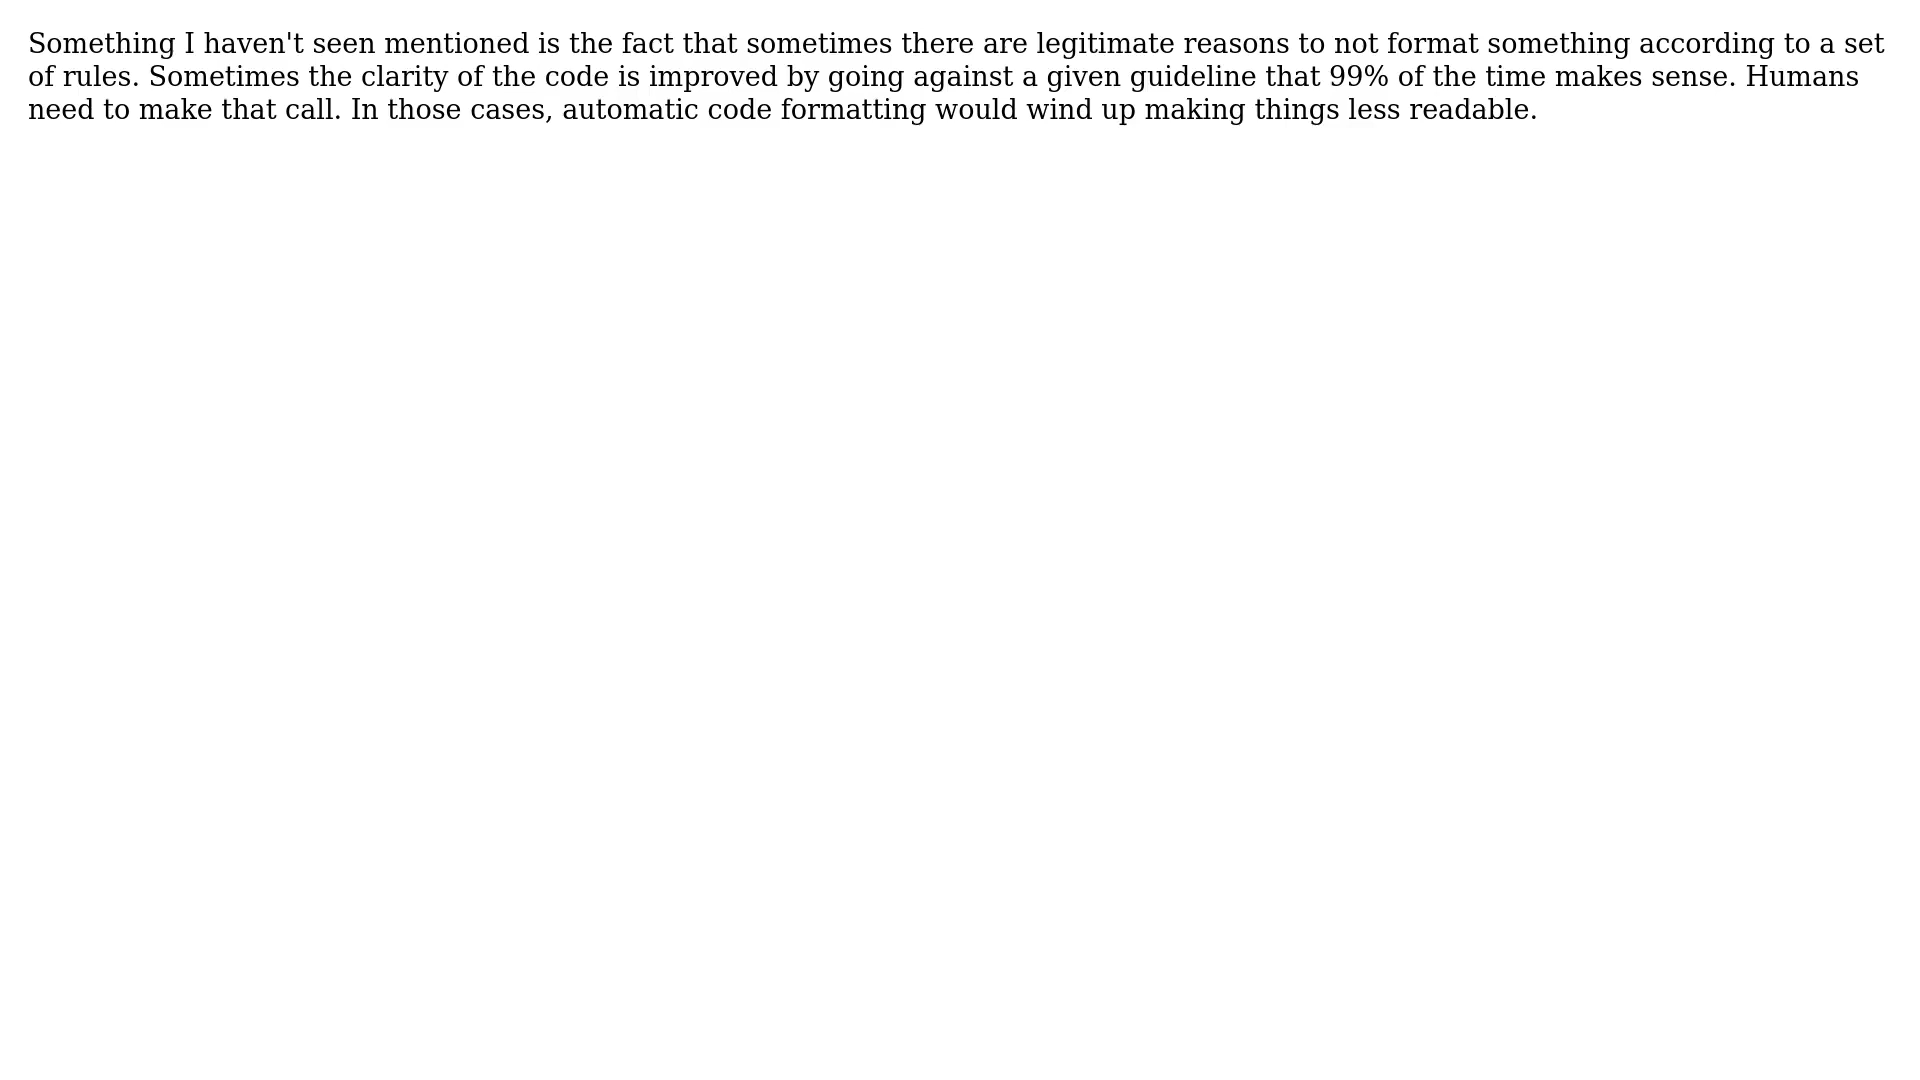 Something I haven't seen mentioned is the fact that sometimes there are legitimate reasons to not format something according to a set
of rules. Sometimes the clarity of the code is improved by going against a given guideline that 99% of the time makes sense. Humans
need to make that call. In those cases, automatic code formatting would wind up making things less readable.